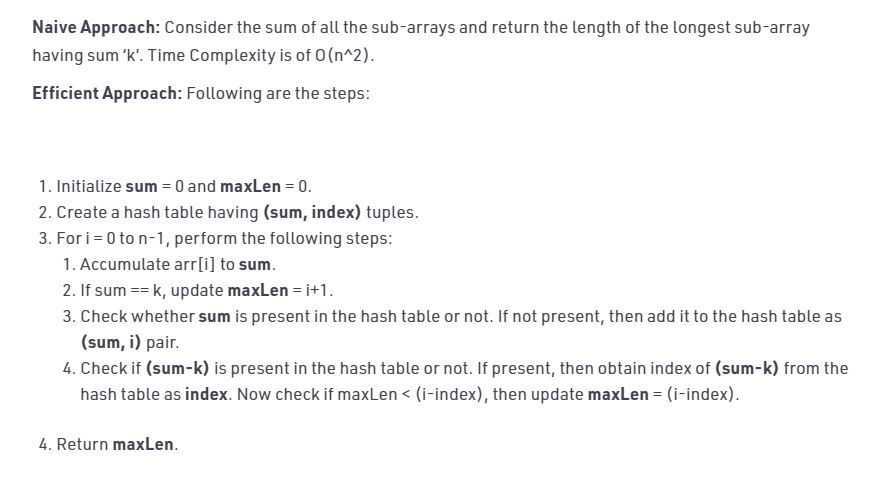 Naive Approach: Consider the sum of all the sub-arrays and return the length of the longest sub-array
having sum ‘k’. Time Complexity is of O(n^2).
Efficient Approach: Following are the steps:
1. Initialize sum = 0 and maxLen = 0.
2. Create a hash table having (sum, index) tuples.
3. For i = 0 to n-1, perform the following steps:
1. Accumulate arr[i] to sum.
2. If sum == k, update maxLen = i+1.
3. Check whether sum is present in the hash table or not. If not present, then add it to the hash table as
(sum, i) pair.
4. Check if (sum-k) is present in the hash table or not. If present, then obtain index of (sum-k) from the
hash table as index. Now check if maxLen < (i-index), then update maxLen = (i-index).
4. Return maxLen.